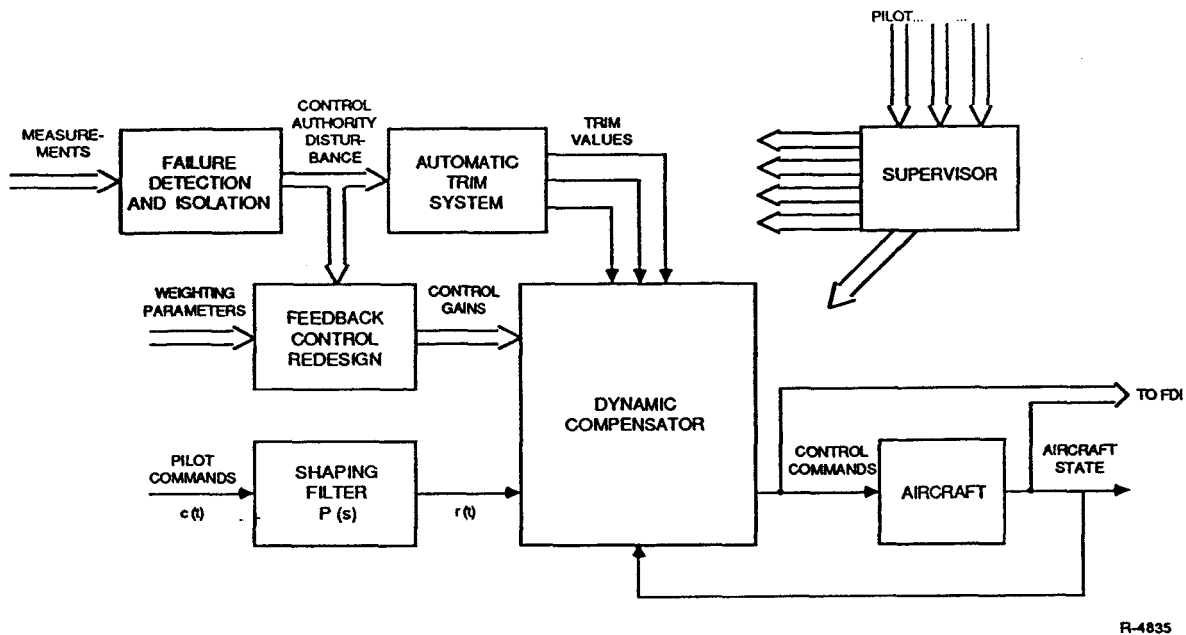 PILOT... ...
MEASURE-
MENTS
FAILURE
DETECTION
AND ISOLATION
CONTROL
AUTHORITY
DISTUR-
BANCE
AUTOMATIC
TRIM
SYSTEM
TRIM
VALUES
SUPERVISOR
WEIGHTING
PARAMETERS
FEEDBACK
CONTROL
REDESIGN
CONTROL
GAINS
DYNAMIC
COMPENSATOR
TO FDI
PILOT
COMMANDS
c(t)
SHAPING
FILTER
P (s)
r(t)
CONTROL
COMMANDS
AIRCRAFT
AIRCRAFT
STATE
R-4835